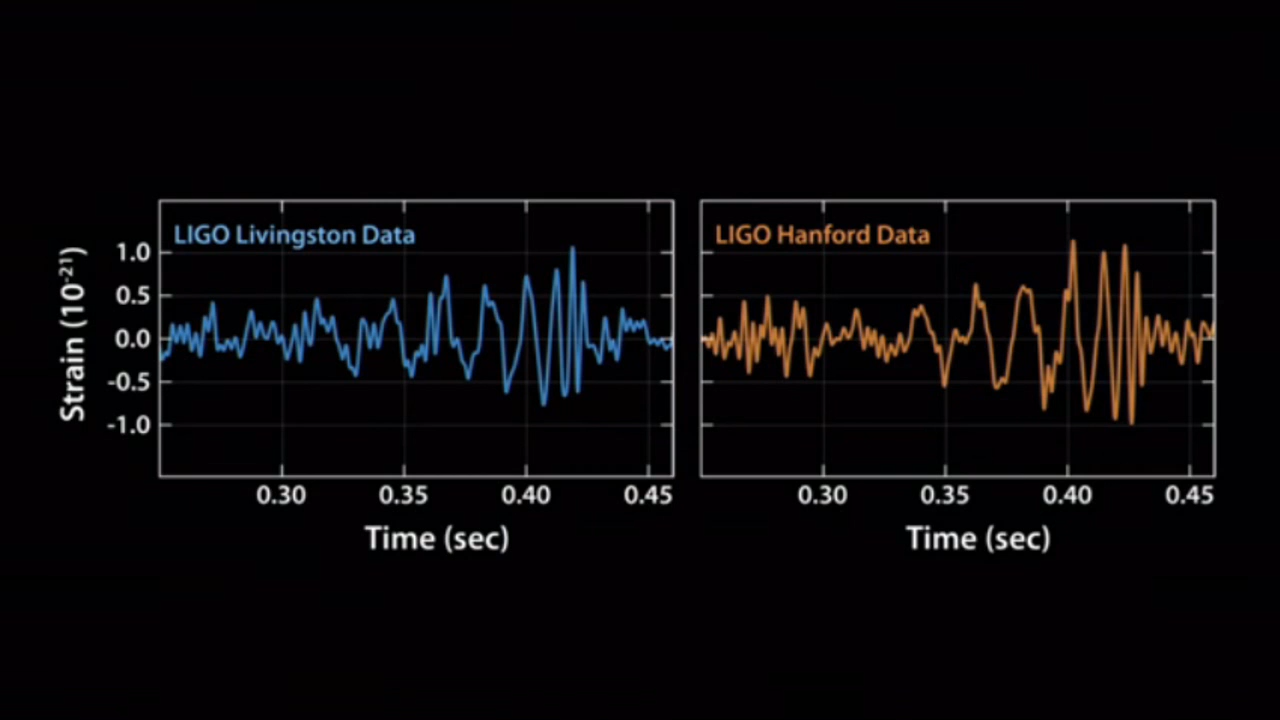 LIGO Livingston Data
LIGO Hanford Data
Strain (10⁻²¹)
1.0
0.5
0.0
-0.5
-1.0
0.30 0.35 0.40 0.45
0.30 0.35 0.40 0.45
Time (sec)
Time (sec)